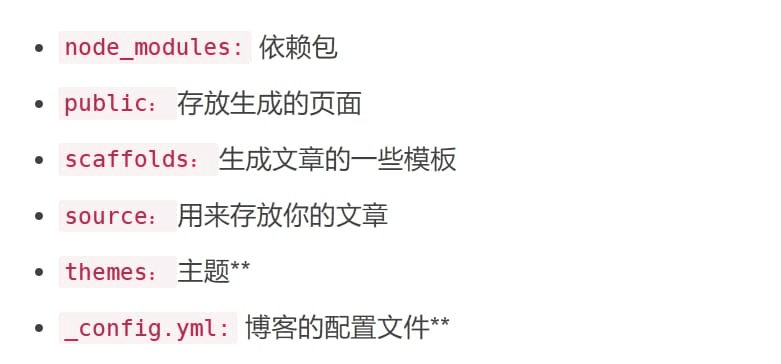 node_modules: 依赖包
public： 存放生成的页面
scaffolds： 生成文章的一些模板
source： 用来存放你的文章
themes： 主题**
_config.yml: 博客的配置文件**